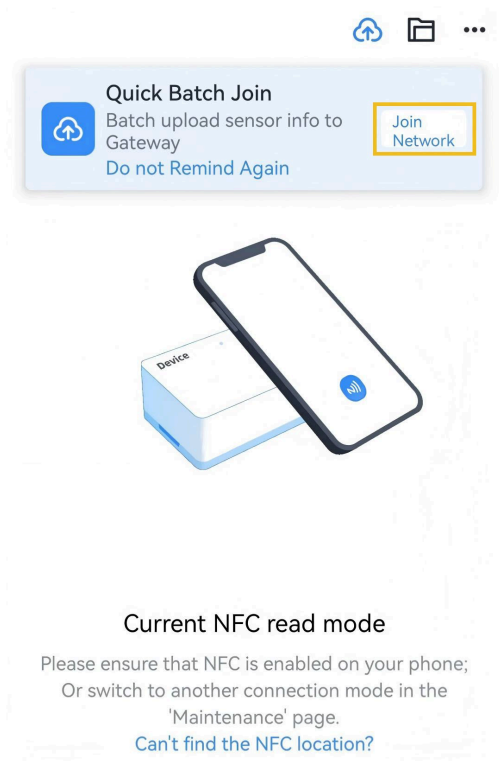 Quick Batch Join
Batch upload sensor info to
Gateway
Do not Remind Again
Join
Network
Device
Current NFC read mode
Please ensure that NFC is enabled on your phone;
Or switch to another connection mode in the
'Maintenance' page.
Can't find the NFC location?